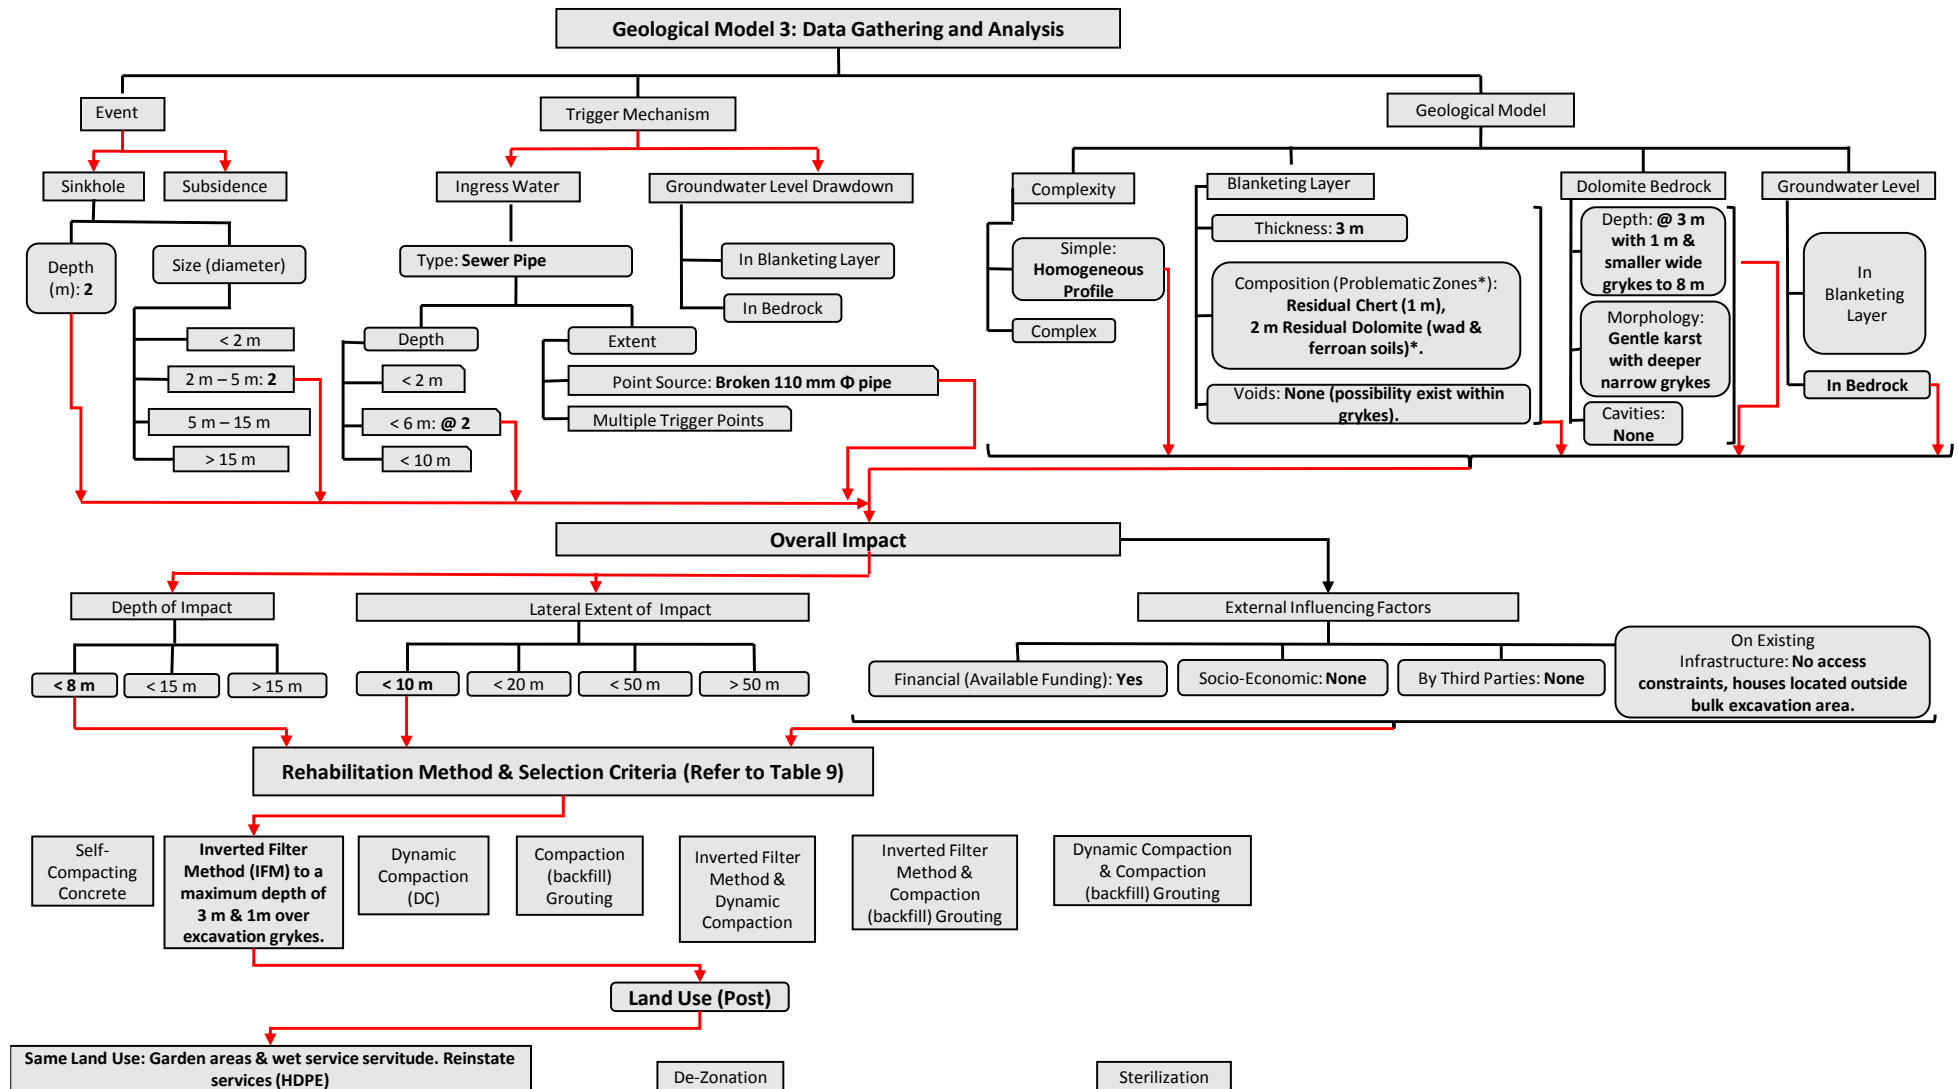 Geological Model 3: Data Gathering and Analysis
Event
Trigger Mechanism
Geological Model
Sinkhole
Subsidence
Ingress Water
Groundwater Level Drawdown
Complexity
Blanketing Layer
Dolomite Bedrock
Groundwater Level
Depth
(m): 2
Size (diameter)
< 2 m
2 m – 5 m: 2
5 m – 15 m
> 15 m
Type: Sewer Pipe
Depth
< 2 m
< 6 m: @ 2
< 10 m
Extent
Point Source: Broken 110 mm Φ pipe
Multiple Trigger Points
In Blanketing Layer
In Bedrock
Simple:
Homogeneous
Profile
Complex
Thickness: 3 m
Composition (Problematic Zones*):
Residual Chert (1 m),
2 m Residual Dolomite (wad &
ferroan soils)*.
Voids: None (possibility exist within
grykes).
Depth: @ 3 m
with 1 m &
smaller wide
grykes to 8 m
Morphology:
Gentle karst
with deeper
narrow grykes
Cavities:
None
In
Blanketing
Layer
In Bedrock
Overall Impact
Depth of Impact
Lateral Extent of Impact
External Influencing Factors
< 8 m
< 15 m
> 15 m
< 10 m
< 20 m
< 50 m
> 50 m
Financial (Available Funding): Yes
Socio-Economic: None
By Third Parties: None
On Existing
Infrastructure: No access
constraints, houses located outside
bulk excavation area.
Rehabilitation Method & Selection Criteria (Refer to Table 9)
Self-
Compacting
Concrete
Inverted Filter
Method (IFM) to a
maximum depth of
3 m & 1m over
excavation grykes.
Dynamic
Compaction
(DC)
Compaction
(backfill)
Grouting
Inverted Filter
Method &
Dynamic
Compaction
Inverted Filter
Method &
Compaction
(backfill) Grouting
Dynamic Compaction
& Compaction
(backfill) Grouting
Land Use (Post)
Same Land Use: Garden areas & wet service servitude. Reinstate
services (HDPE)
De-Zonation
Sterilization